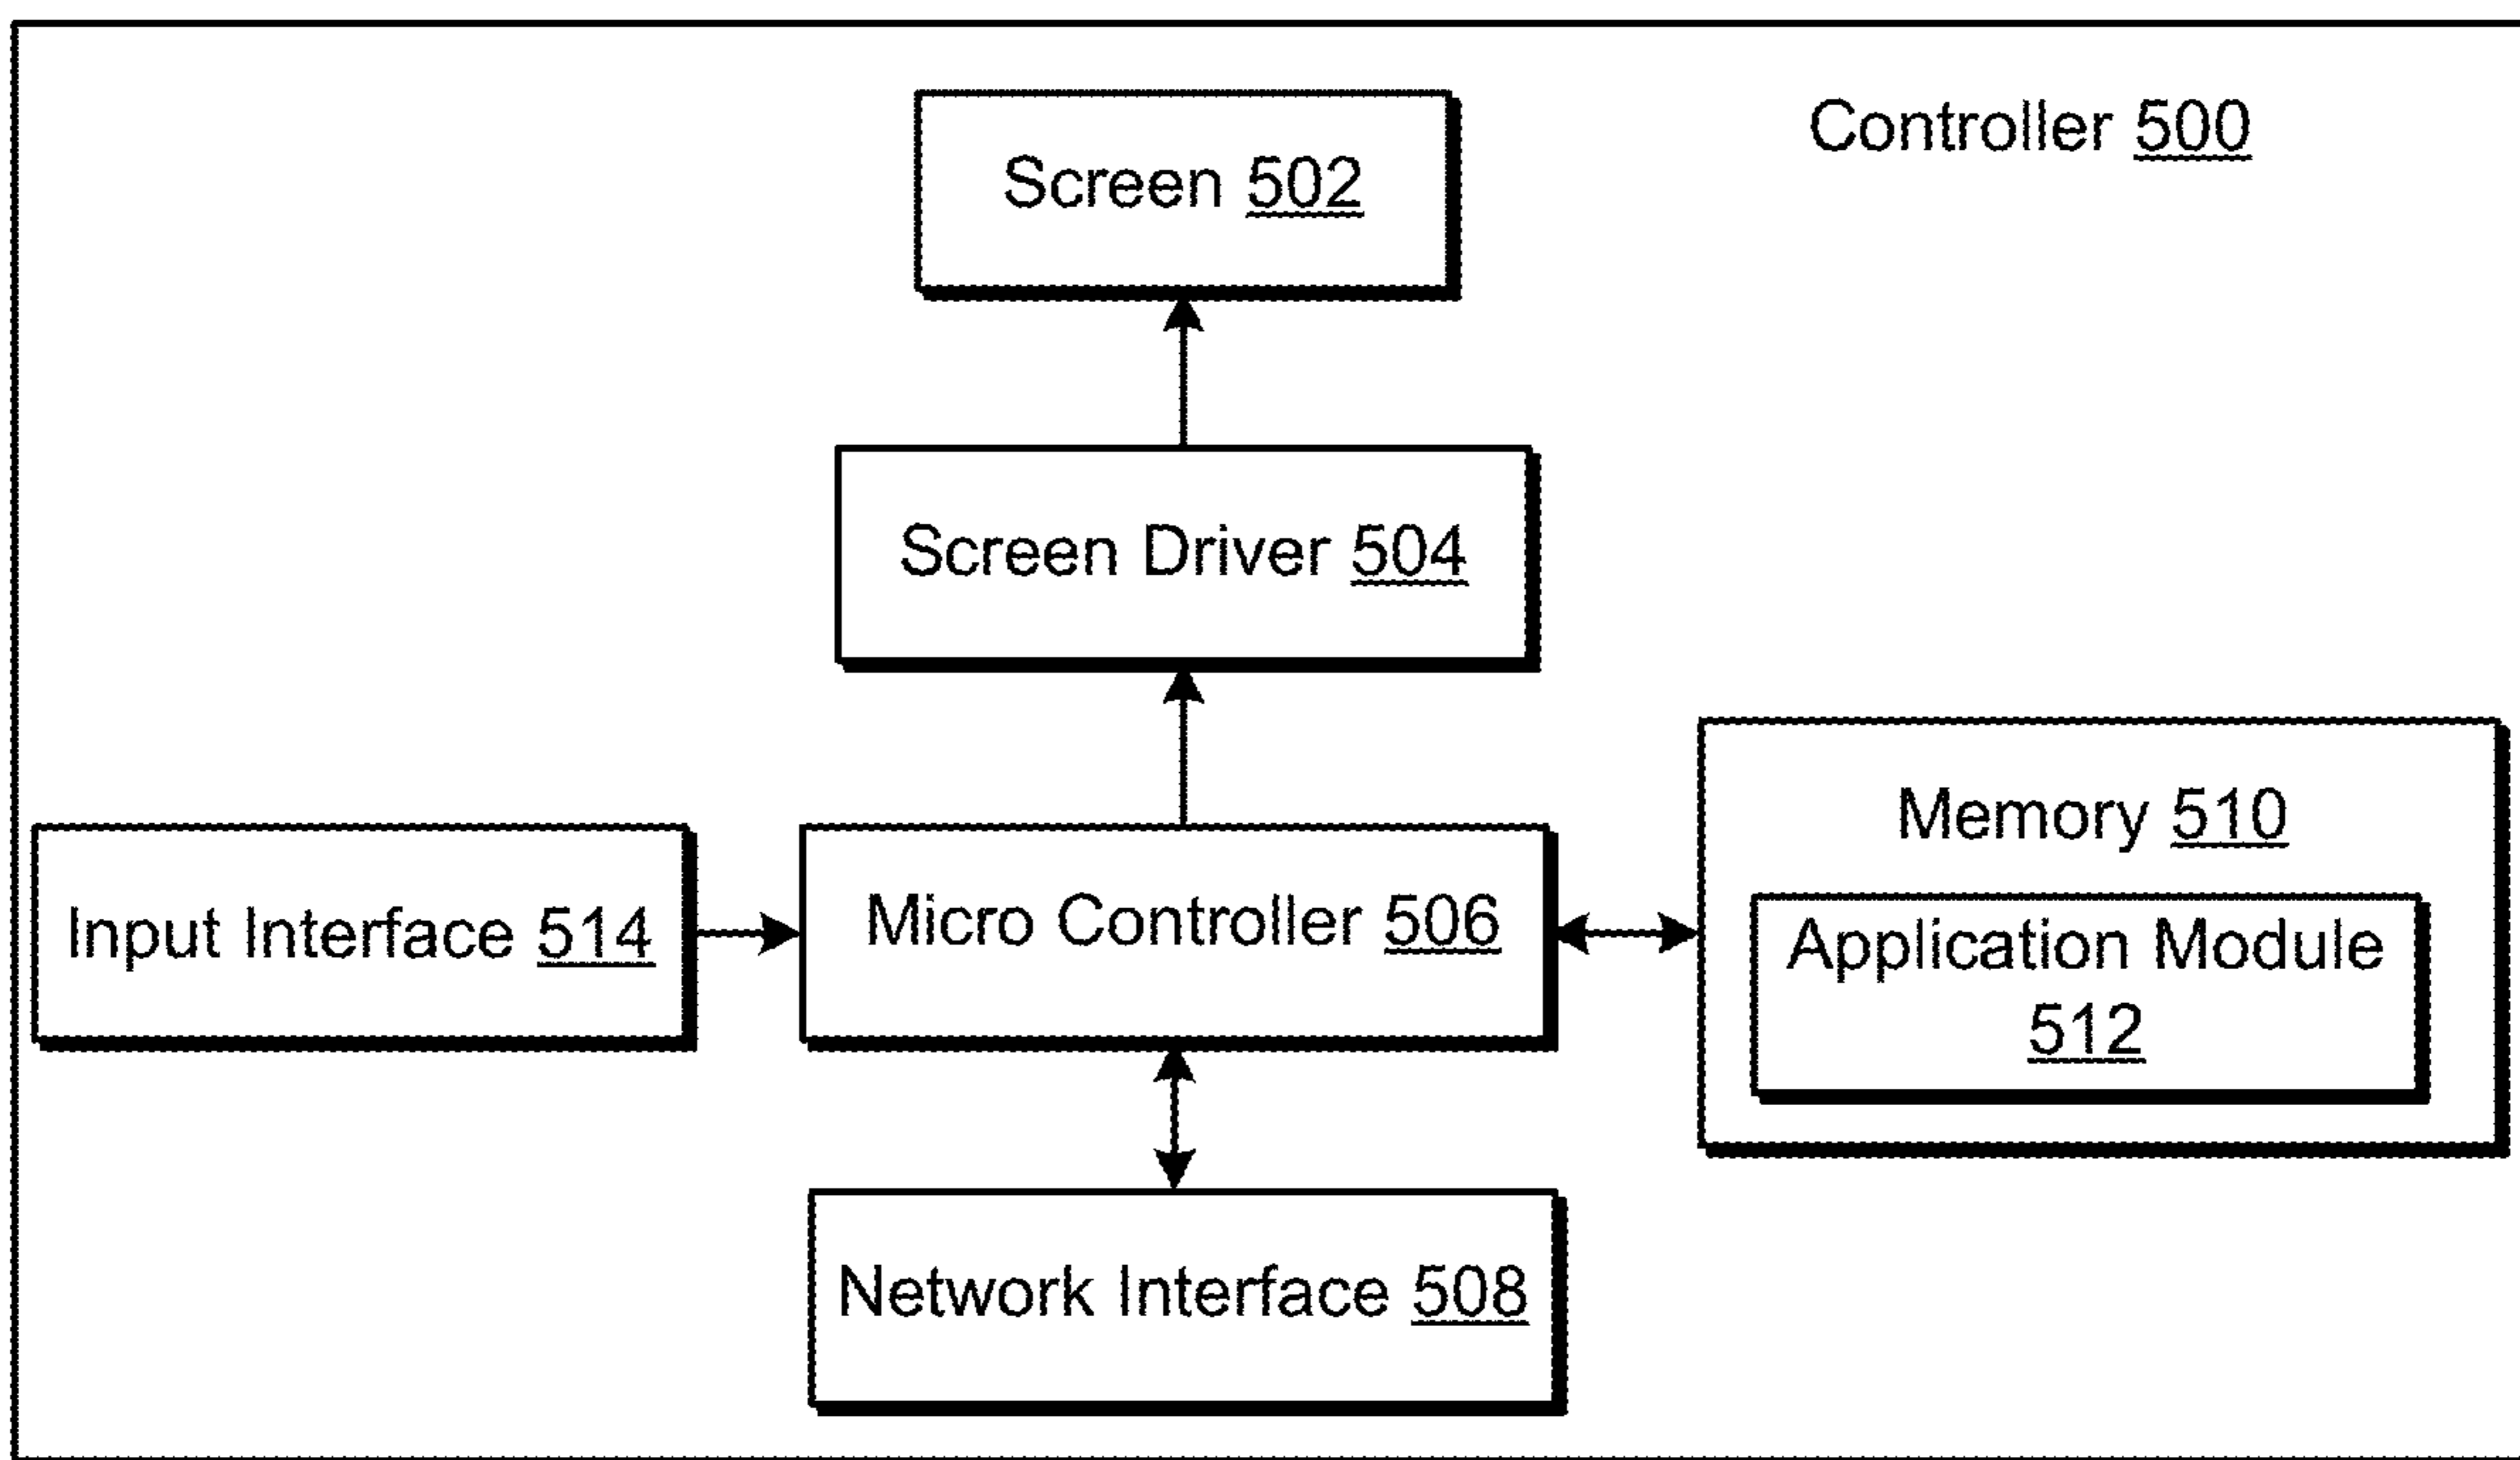 Controller 500
Screen 502
Screen Driver 504
Memory 510
Input Interface 514
Micro Controller 506
Application Module
512
Network Interface 508